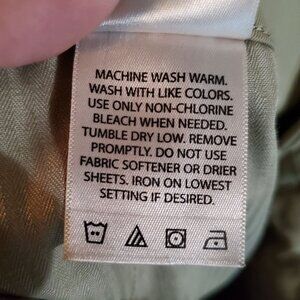 MACHINE WASH WARM.
WASH WITH LIKE COLORS.
USE ONLY NON-CHLORINE
BLEACH WHEN NEEDED.
TUMBLE DRY LOW. REMOVE
PROMPTLY. DO NOT USE
FABRIC SOFTENER OR DRIER
SHEETS. IRON ON LOWEST
SETTING IF DESIRED.